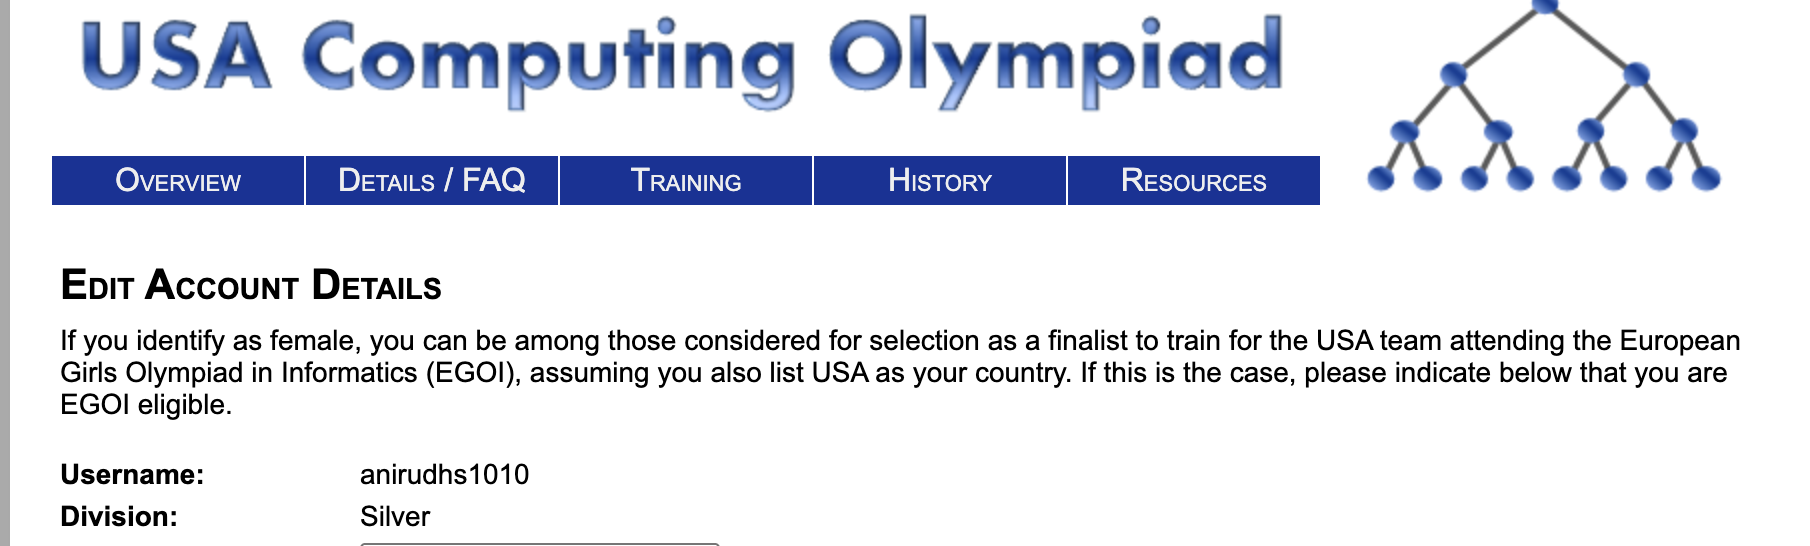 USA Computing Olympiad
Overview
Details / FAQ
Training
History
Resources
Edit Account Details
If you identify as female, you can be among those considered for selection as a finalist to train for the USA team attending the European
Girls Olympiad in Informatics (EGOI), assuming you also list USA as your country. If this is the case, please indicate below that you are
EGOI eligible.
Username: anirudhs1010
Division: Silver